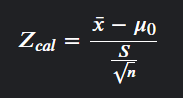 Z_cal = (x̄ − μ₀) / (S / √n)